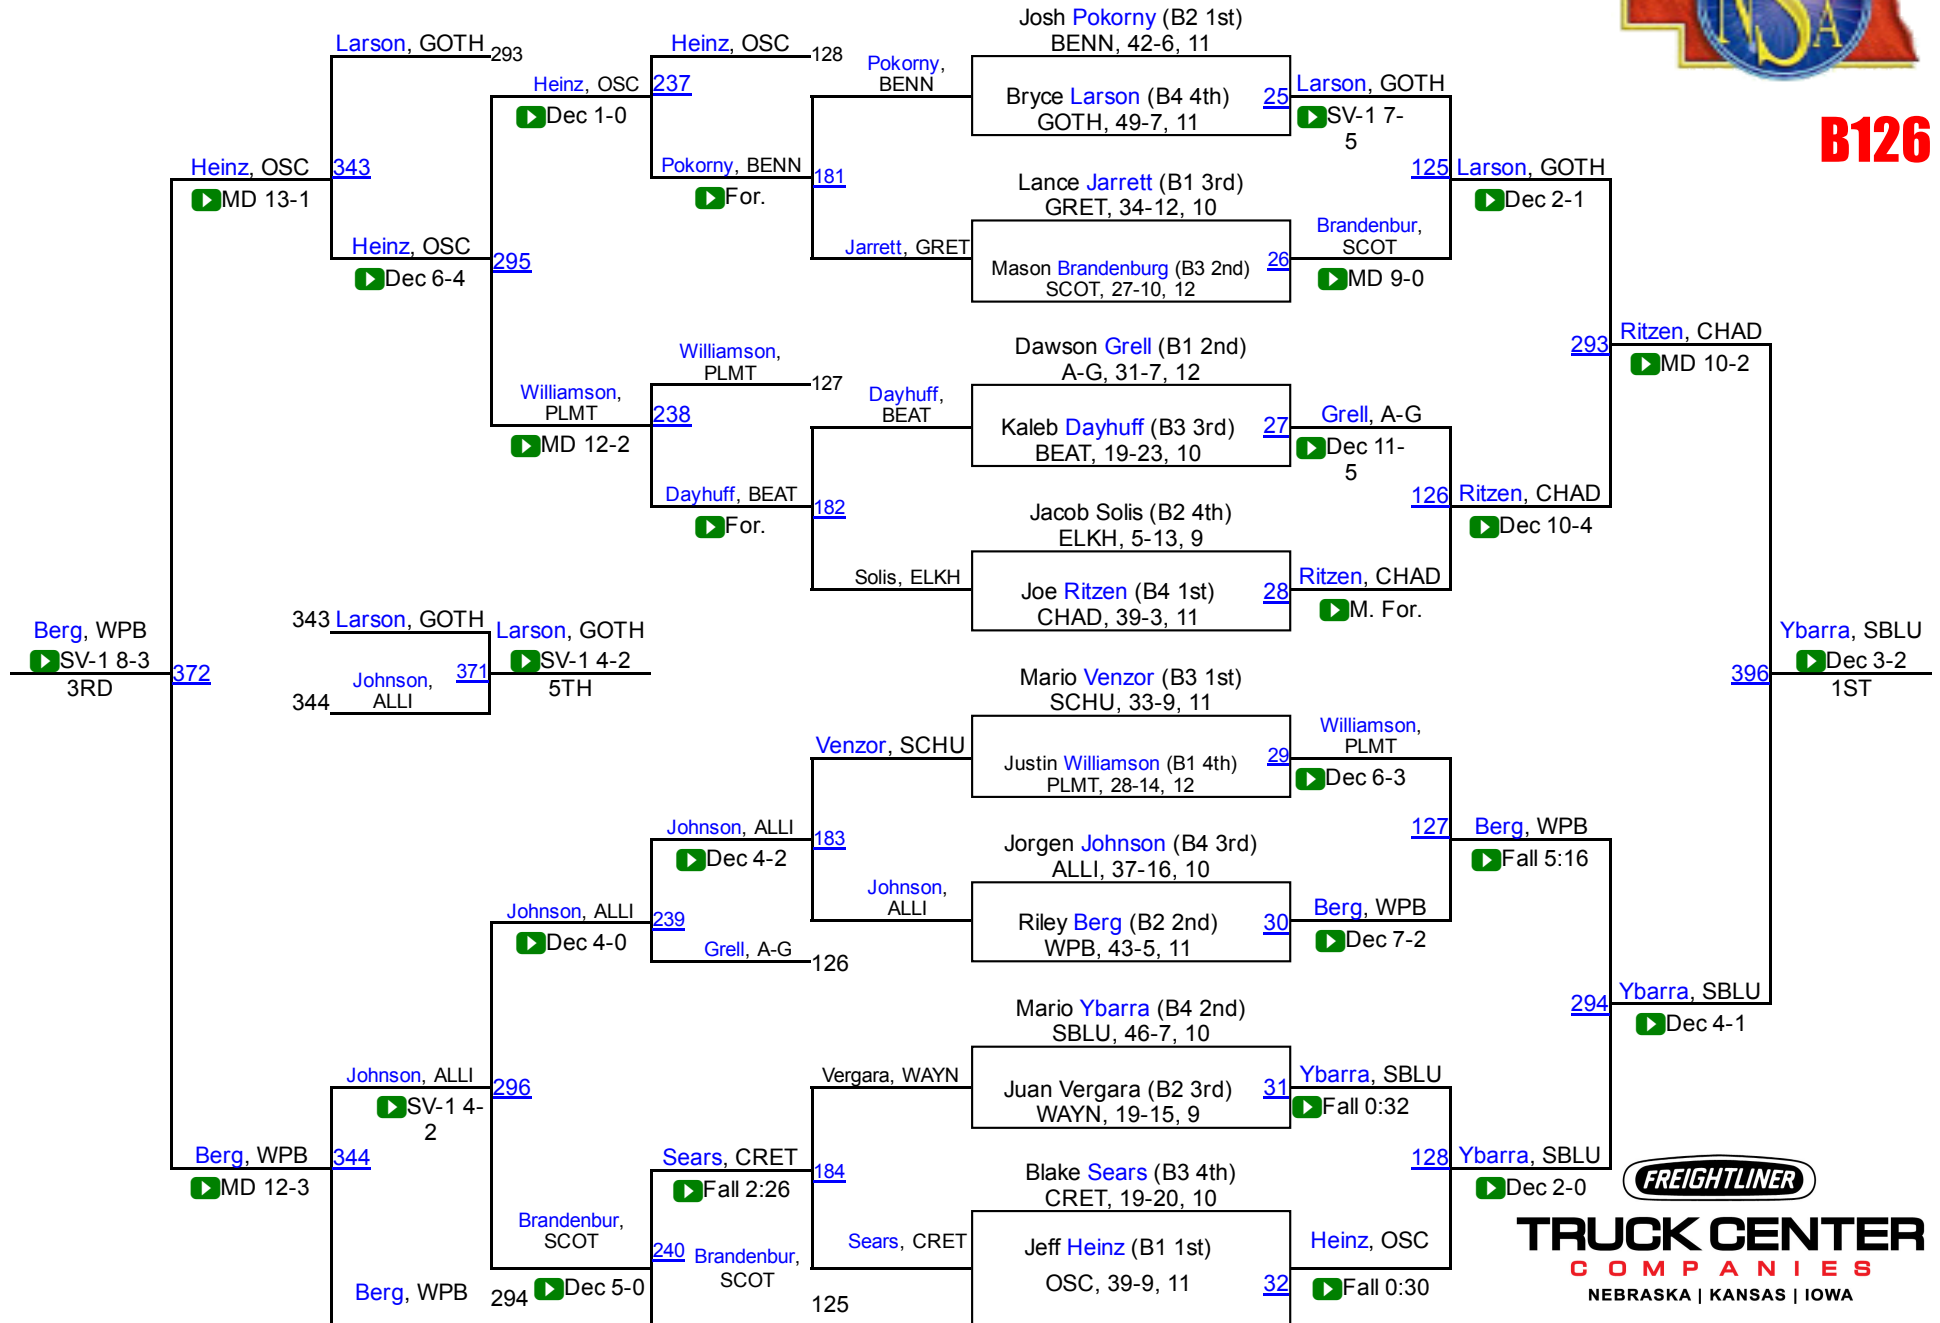 Josh Pokorny (B2 1st)
BENN, 42-6, 11
Larson, GOTH
293
Heinz, OSC
128
Pokorny,
BENN
Heinz, OSC
237
Dec 1-0
Bryce Larson (B4 4th)
GOTH, 49-7, 11
25
Larson, GOTH
SV-1 7-
5
NSA
B126
Heinz, OSC
343
MD 13-1
Pokorny, BENN
181
For.
Lance Jarrett (B1 3rd)
GRET, 34-12, 10
125
Larson, GOTH
Dec 2-1
Heinz, OSC
295
Dec 6-4
Jarrett, GRET
Mason Brandenburg (B3 2nd)
SCOT, 27-10, 12
26
Brandenbur,
SCOT
MD 9-0
Williamson,
PLMT
127
Dawson Grell (B1 2nd)
A-G, 31-7, 12
293
Ritzen, CHAD
MD 10-2
Williamson,
PLMT
238
MD 12-2
Dayhuff,
BEAT
Kaleb Dayhuff (B3 3rd)
BEAT, 19-23, 10
27
Grell, A-G
Dec 11-
5
Dayhuff, BEAT
182
For.
Jacob Solis (B2 4th)
ELKH, 5-13, 9
126
Ritzen, CHAD
Dec 10-4
Solis, ELKH
Joe Ritzen (B4 1st)
CHAD, 39-3, 11
28
Ritzen, CHAD
M. For.
Berg, WPB
SV-1 8-3
3RD
372
343
Larson, GOTH
344
Johnson,
ALLI
371
Larson, GOTH
SV-1 4-2
5TH
Mario Venzor (B3 1st)
SCHU, 33-9, 11
396
Ybarra, SBLU
Dec 3-2
1ST
Venzor, SCHU
Justin Williamson (B1 4th)
PLMT, 28-14, 12
29
Williamson,
PLMT
Dec 6-3
Johnson, ALLI
183
Dec 4-2
Jorgen Johnson (B4 3rd)
ALLI, 37-16, 10
127
Berg, WPB
Fall 5:16
Johnson, ALLI
239
Dec 4-0
Johnson,
ALLI
Riley Berg (B2 2nd)
WPB, 43-5, 11
30
Berg, WPB
Dec 7-2
Grell, A-G
126
Mario Ybarra (B4 2nd)
SBLU, 46-7, 10
294
Ybarra, SBLU
Dec 4-1
Johnson, ALLI
296
SV-1 4-
2
Vergara, WAYN
Juan Vergara (B2 3rd)
WAYN, 19-15, 9
31
Ybarra, SBLU
Fall 0:32
Berg, WPB
344
MD 12-3
Sears, CRET
184
Fall 2:26
Blake Sears (B3 4th)
CRET, 19-20, 10
128
Ybarra, SBLU
Dec 2-0
Brandenbur,
SCOT
240
Dec 5-0
Brandenbur,
SCOT
125
Sears, CRET
Jeff Heinz (B1 1st)
OSC, 39-9, 11
32
Heinz, OSC
Fall 0:30
Berg, WPB
294
FREIGHTLINER
TRUCK CENTER
COMPANIES
NEBRASKA | KANSAS | IOWA